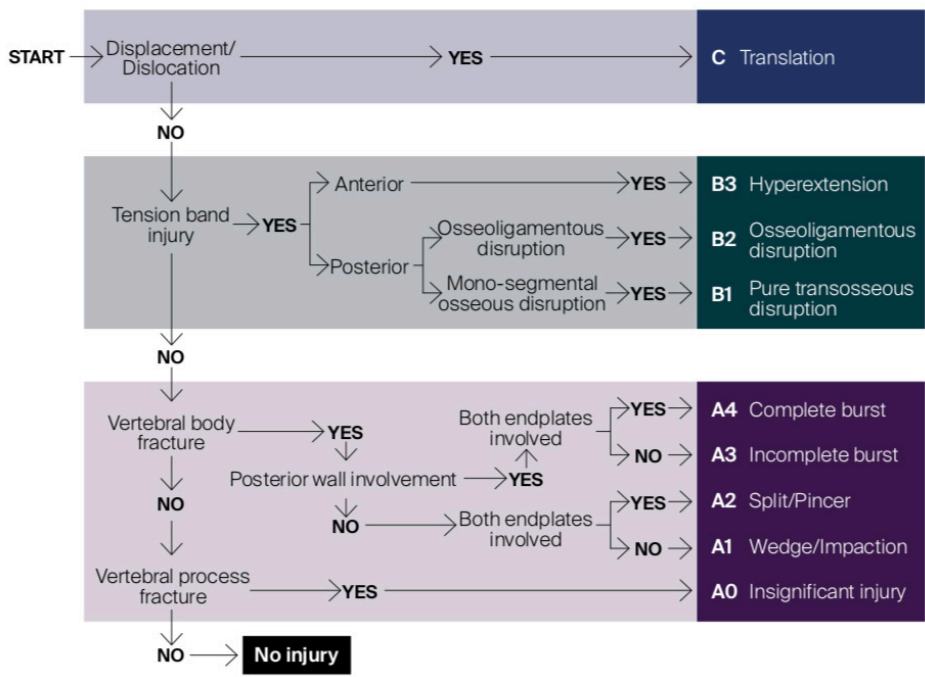 START
Displacement/
Dislocation
YES
C Translation
NO
Tension band
injury
YES
Anterior
YES
B3 Hyperextension
Posterior
Osseoligamentous
disruption
YES
B2 Osseoligamentous
disruption
Mono-segmental
osseous disruption
YES
B1 Pure transosseous
disruption
NO
Vertebral body
fracture
YES
Posterior wall involvement
YES
Both endplates
involved
YES
A4 Complete burst
NO
A3 Incomplete burst
NO
Both endplates
involved
YES
A2 Split/Pincer
NO
A1 Wedge/Impaction
NO
Vertebral process
fracture
YES
A0 Insignificant injury
NO
No injury